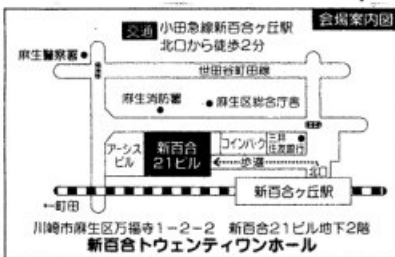 会場案内図
交通 小田急線新百合ヶ丘駅
北口から徒歩2分
麻生警察署
世田谷町田線
麻生消防署
麻生区総合庁舎
アーシス
ビル
新百合
21ビル
コインパーク
三井
住友銀行
歩道
北口
新百合ヶ丘駅
←町田
川崎市麻生区万福寺1-2-2 新百合21ビル地下2階
新百合トウェンティワンホール